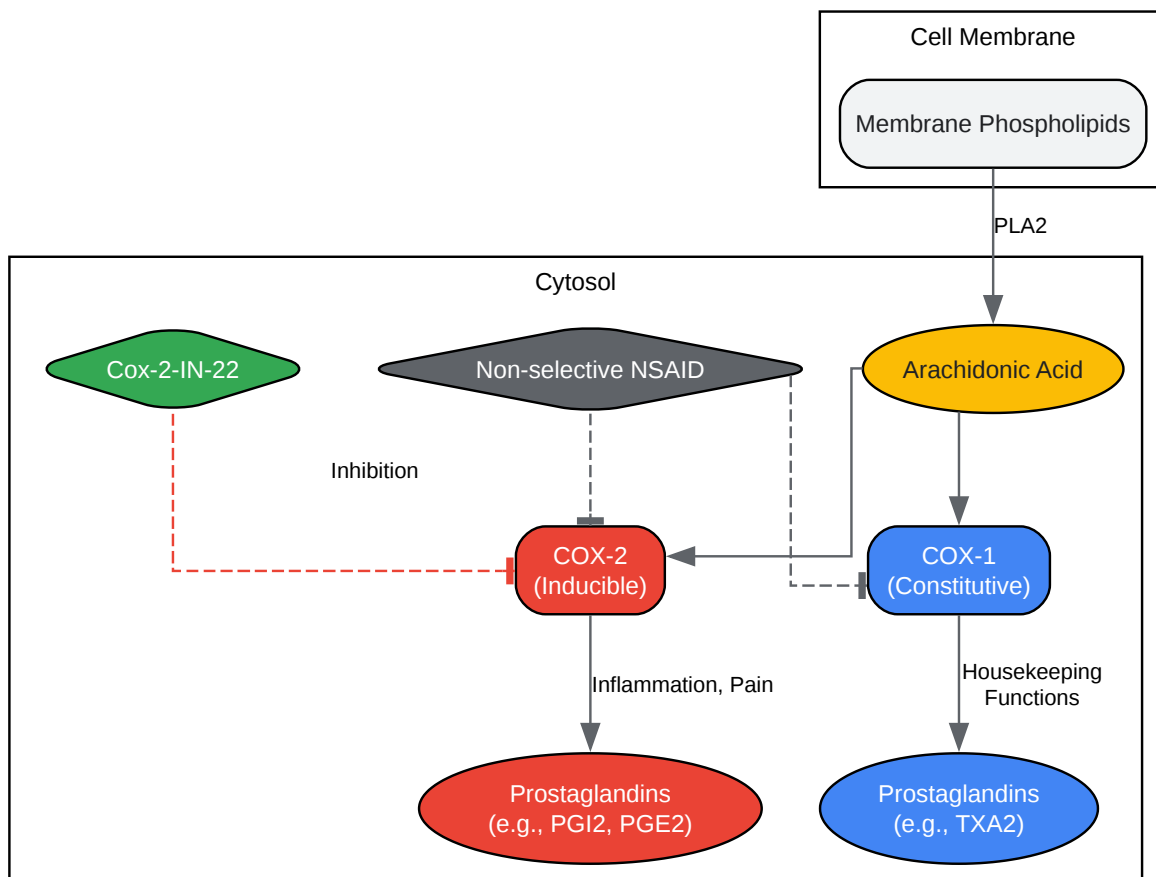 Cell Membrane
Membrane Phospholipids
PLA2
Cytosol
Cox-2-IN-22
Non-selective NSAID
Arachidonic Acid
Inhibition
COX-2
(Inducible)
COX-1
(Constitutive)
Inflammation, Pain
Housekeeping
Functions
Prostaglandins
(e.g., PGI2, PGE2)
Prostaglandins
(e.g., TXA2)